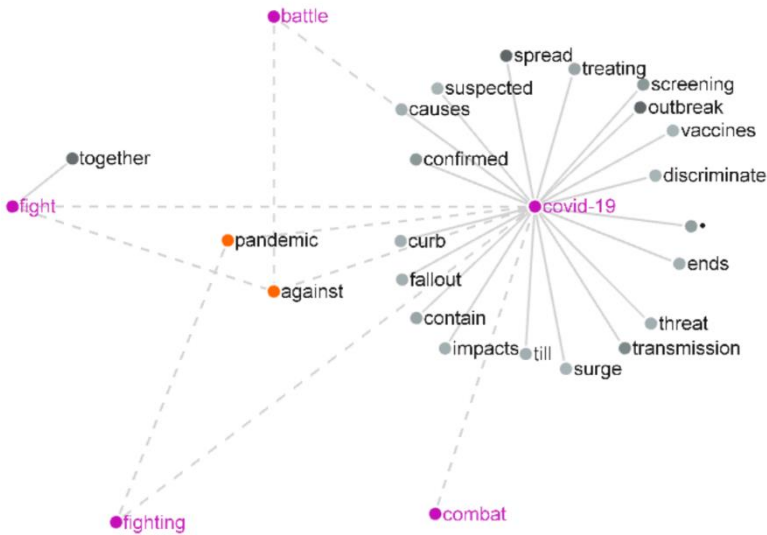 battle
spread
treating
suspected
screening
causes
outbreak
vaccines
together
confirmed
discriminate
fight
covid-19
•
pandemic
curb
ends
fallout
against
contain
threat
impacts
till
transmission
surge
fighting
combat